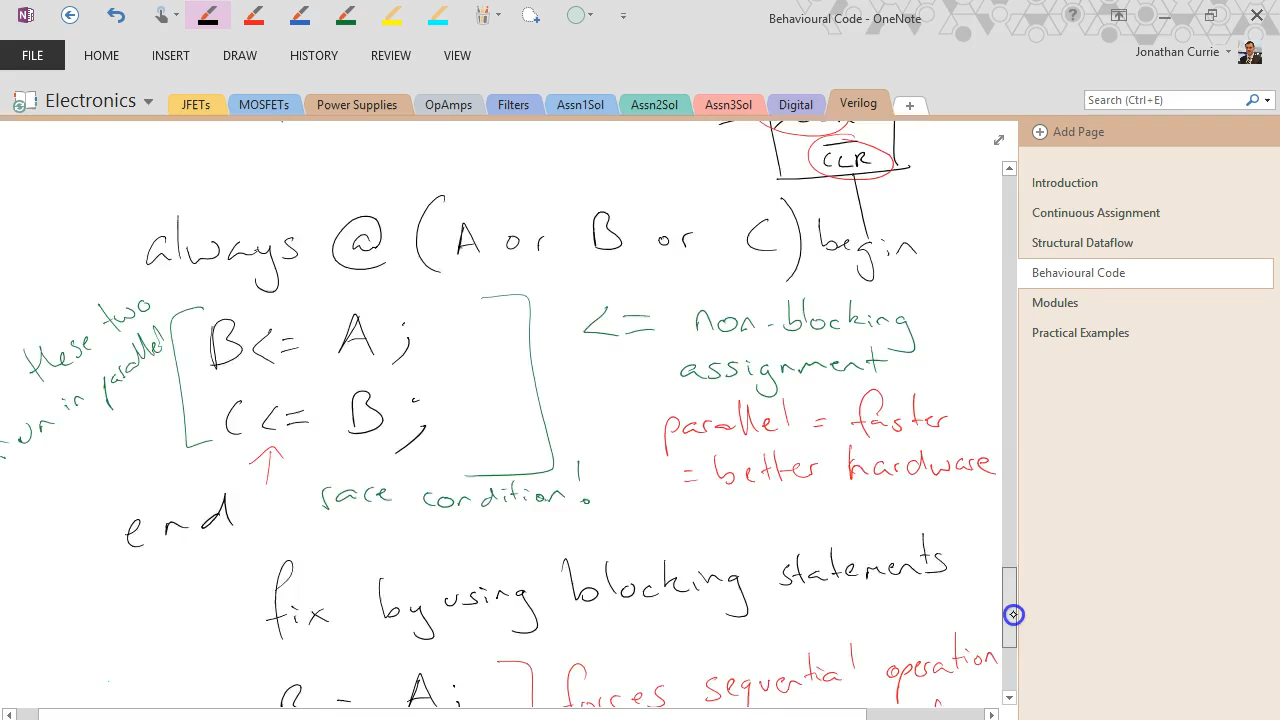 Behavioural Code - OneNote
Jonathan Currie
FILE HOME INSERT DRAW HISTORY REVIEW VIEW
Electronics JFETs MOSFETs Power Supplies OpAmps Filters Assn1Sol Assn2Sol Assn3Sol Digital Verilog
Search (Ctrl+E)
Add Page
Introduction
Continuous Assignment
Structural Dataflow
Behavioural Code
Modules
Practical Examples
CLR
always @ (A or B or C) begin
these two
run in parallel
B <= A ;
C <= B ;
<= non-blocking
assignment
parallel = faster
= better hardware
race condition!
end
fix by using blocking statements
= A ;
forces sequential operation